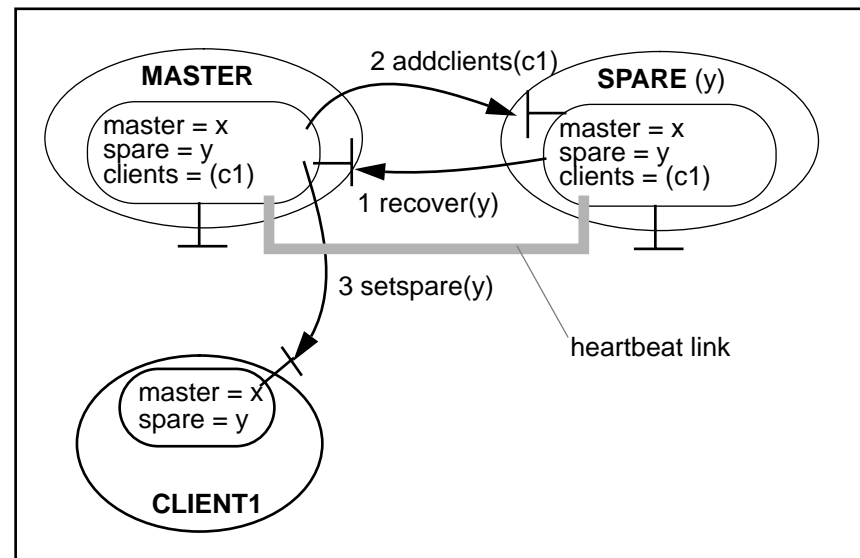 MASTER
master = x
spare = y
clients = (c1)
2 addclients(c1)
SPARE (y)
master = x
spare = y
clients = (c1)
1 recover(y)
3 setspare(y)
heartbeat link
master = x
spare = y
CLIENT1